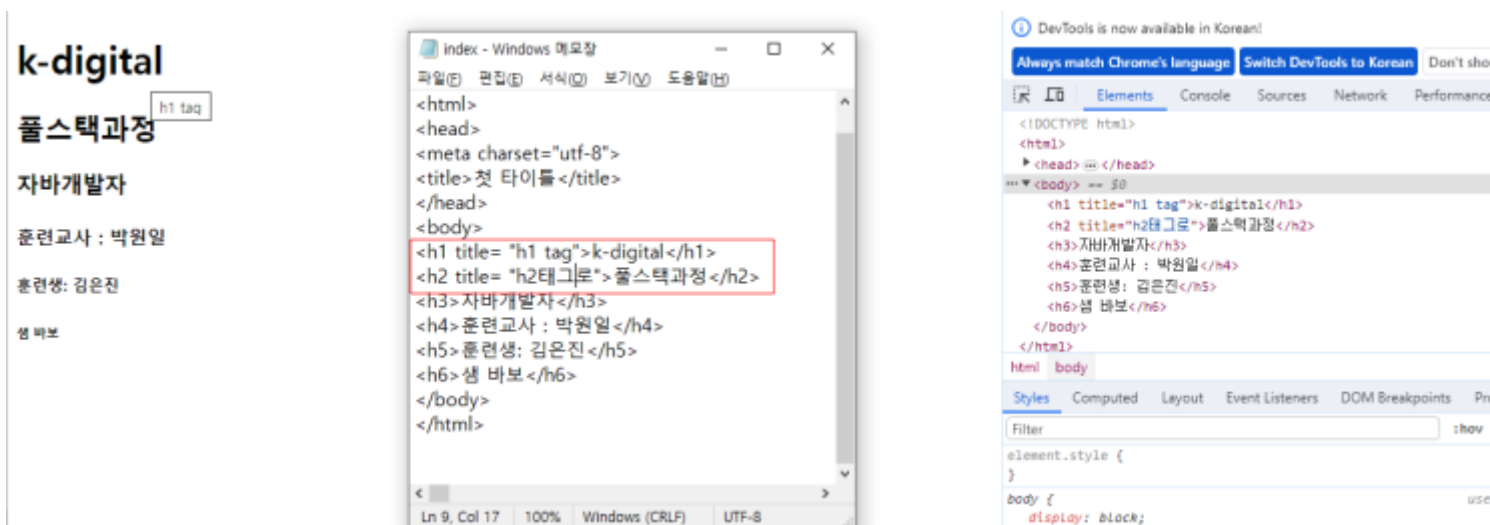 k-digital
h1 tag
풀스택과정
자바개발자
훈련교사 : 박원일
훈련생: 김은진
샘 바보
index - Windows 메모장
파일(F) 편집(E) 서식(O) 보기(V) 도움말(H)
<html>
<head>
<meta charset="utf-8">
<title>첫 타이틀</title>
</head>
<body>
<h1 title= "h1 tag">k-digital</h1>
<h2 title= "h2태그로">풀스택과정</h2>
<h3>자바개발자</h3>
<h4>훈련교사 : 박원일</h4>
<h5>훈련생: 김은진</h5>
<h6>샘 바보</h6>
</body>
</html>
Ln 9, Col 17 100% Windows (CRLF) UTF-8
DevTools is now available in Korean!
Always match Chrome's language Switch DevTools to Korean Don't sho
Elements Console Sources Network Performance
<!DOCTYPE html>
<html>
<head> ... </head>
... <body> == $0
<h1 title="h1 tag">k-digital</h1>
<h2 title="h2태그로">풀스택과정</h2>
<h3>자바개발자</h3>
<h4>훈련교사 : 박원일</h4>
<h5>훈련생: 김은진</h5>
<h6>샘 바보</h6>
</body>
</html>
html body
Styles Computed Layout Event Listeners DOM Breakpoints Pr
Filter :hov
element.style {
}
body { use
display: block;